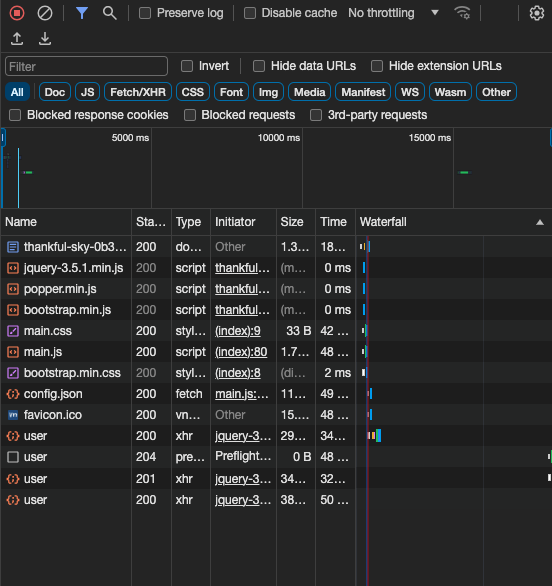 Preserve log Disable cache No throttling
Filter Invert Hide data URLs Hide extension URLs
All Doc JS Fetch/XHR CSS Font Img Media Manifest WS Wasm Other
Blocked response cookies Blocked requests 3rd-party requests
5000 ms 10000 ms 15000 ms
Name Sta... Type Initiator Size Time Waterfall
thankful-sky-0b3... 200 do... Other 1.3... 18...
jquery-3.5.1.min.js 200 script thankful... (m... 0 ms
popper.min.js 200 script thankful... (m... 0 ms
bootstrap.min.js 200 script thankful... (m... 0 ms
main.css 200 styl... (index):9 33 B 42 ...
main.js 200 script (index):80 1.7... 48 ...
bootstrap.min.css 200 styl... (index):8 (di... 2 ms
config.json 200 fetch main.js:... 11... 49 ...
favicon.ico 200 vn... Other 15.... 48 ...
user 200 xhr jquery-3... 29... 34...
user 204 pre... Preflight... 0 B 48 ...
user 201 xhr jquery-3... 34... 32...
user 200 xhr jquery-3... 38... 50 ...